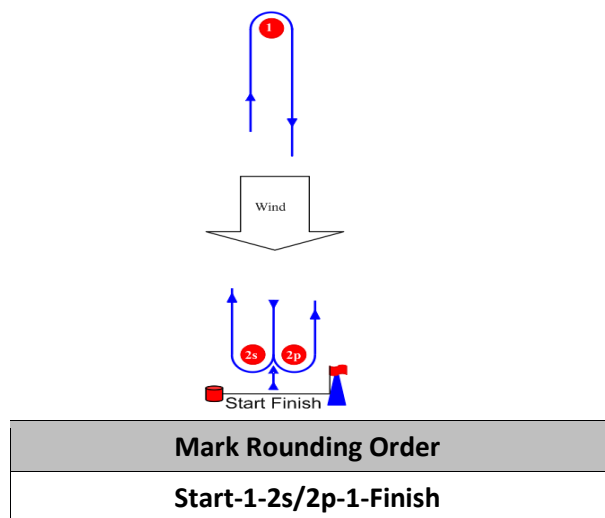 1
Wind
2s 2p
Start Finish
Mark Rounding Order
Start-1-2s/2p-1-Finish